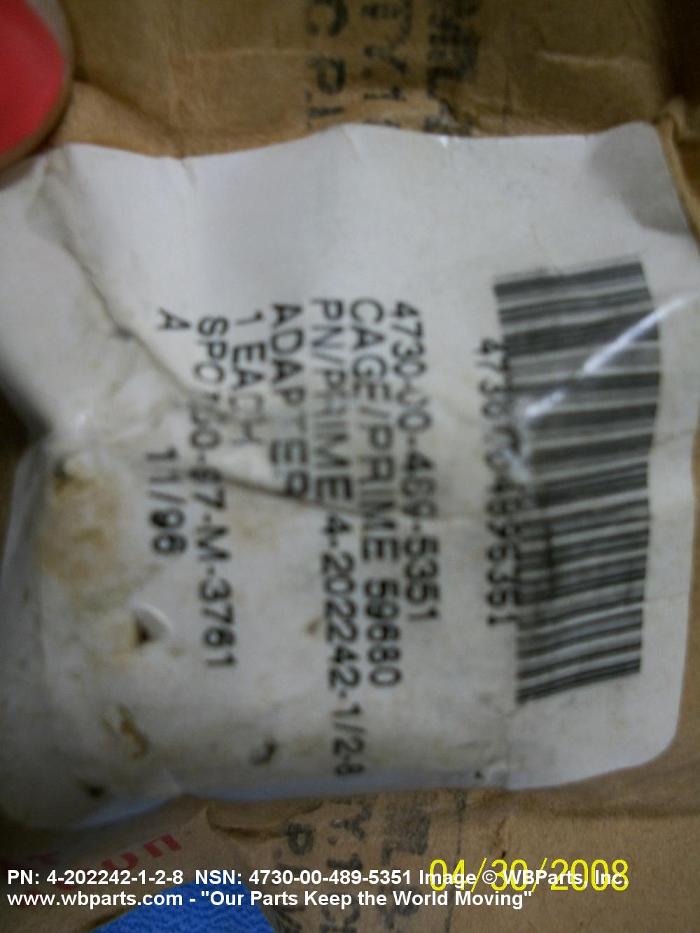 4730-00-489-5351
CAGE/PRIME 59680
PN/PRIME/4-202242-1/2-8
ADAPTER
1 EACH
A 11/96
PN: 4-202242-1-2-8 NSN: 4730-00-489-5351 Image © WBParts, Inc.
04/30/2008
www.wbparts.com - "Our Parts Keep the World Moving"